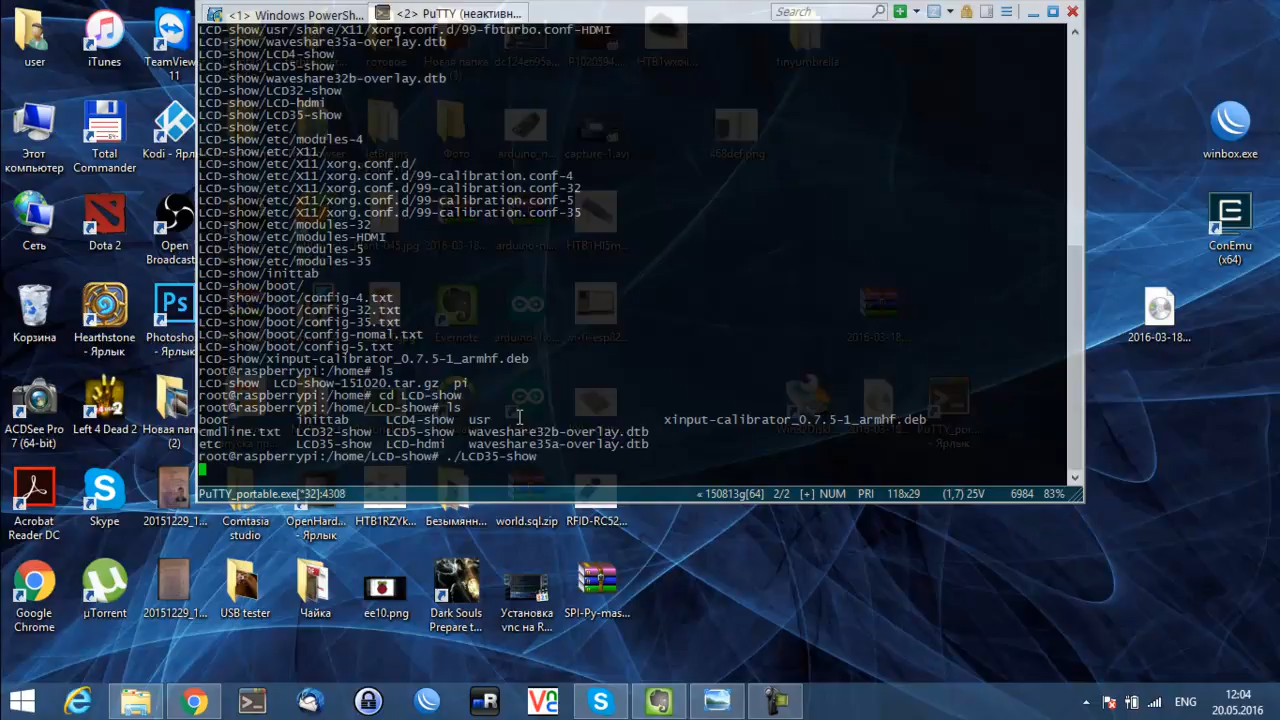 <1> Windows PowerSh...
<2> PuTTY (неактивн...
Search
LCD-show/usr/share/X11/xorg.conf.d/99-fbturbo.conf-HDMI
LCD-show/waveshare35a-overlay.dtb
LCD-show/LCD4-show
LCD-show/LCD5-show
LCD-show/waveshare32b-overlay.dtb
LCD-show/LCD32-show
LCD-show/LCD-hdmi
LCD-show/LCD35-show
LCD-show/etc/
LCD-show/etc/modules-4
LCD-show/etc/X11/
LCD-show/etc/X11/xorg.conf.d/
LCD-show/etc/X11/xorg.conf.d/99-calibration.conf-4
LCD-show/etc/X11/xorg.conf.d/99-calibration.conf-32
LCD-show/etc/X11/xorg.conf.d/99-calibration.conf-5
LCD-show/etc/X11/xorg.conf.d/99-calibration.conf-35
LCD-show/etc/modules-32
LCD-show/etc/modules-HDMI
LCD-show/etc/modules-5
LCD-show/etc/modules-35
LCD-show/inittab
LCD-show/boot/
LCD-show/boot/config-4.txt
LCD-show/boot/config-32.txt
LCD-show/boot/config-35.txt
LCD-show/boot/config-nomal.txt
LCD-show/boot/config-5.txt
LCD-show/xinput-calibrator_0.7.5-1_armhf.deb
root@raspberrypi:/home# ls
LCD-show  LCD-show-151020.tar.gz  pi
root@raspberrypi:/home# cd LCD-show
root@raspberrypi:/home/LCD-show# ls
boot  inittab  LCD4-show  usr  xinput-calibrator_0.7.5-1_armhf.deb
cmdline.txt  LCD32-show  LCD5-show  waveshare32b-overlay.dtb
etc  LCD35-show  LCD-hdmi  waveshare35a-overlay.dtb
root@raspberrypi:/home/LCD-show# ./LCD35-show
PuTTY_portable.exe[*32]:4308
« 150813g[64]  2/2  [+] NUM  PRI  118x29  (1,7) 25V  6984  83%
user
iTunes
TeamView...
11
Этот
компьютер
Total
Commander
Kodi - Ярл...
Сеть
Dota 2
Open
Broadcast...
Корзина
Hearthstone -
Ярлык
Photosho...
- Ярлык
ACDSee Pro 7 (64-bit)
Left 4 Dead 2
Новая пап...
(2)
Acrobat
Reader DC
Skype
20151229_1...
Comtasia
studio
OpenHard...
- Ярлык
HTB1RZYk...
Безымянн...
world.sql.zip
RFID-RC52...
Google
Chrome
µTorrent
20151229_1...
USB tester
Чайка
ee10.png
Dark Souls
Prepare t...
Установка
vnc на R...
SPI-Py-mas...
tinyumbrella
468dcf.png
winbox.exe
ConEmu
(x64)
2016-03-18...
2016-03-18...
ENG
12:04
20.05.2016